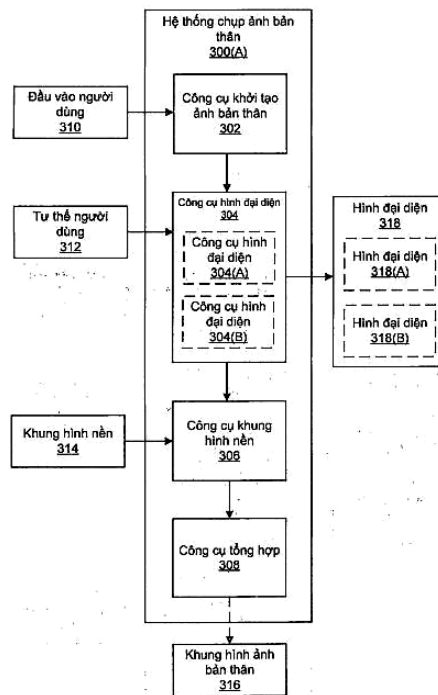 Hệ thống chụp ảnh bản
thân
300(A)
Đầu vào người
dùng
310
Công cụ khởi tạo
ảnh bản thân
302
Tư thế người
dùng
312
Công cụ hình đại diện
304
Công cụ hình
đại diện
304(A)
Công cụ hình
đại diện
304(B)
Hình đại diện
318
Hình đại diện
318(A)
Hình đại diện
318(B)
Khung hình nền
314
Công cụ khung
hình nền
306
Công cụ tổng hợp
308
Khung hình ảnh
bản thân
316